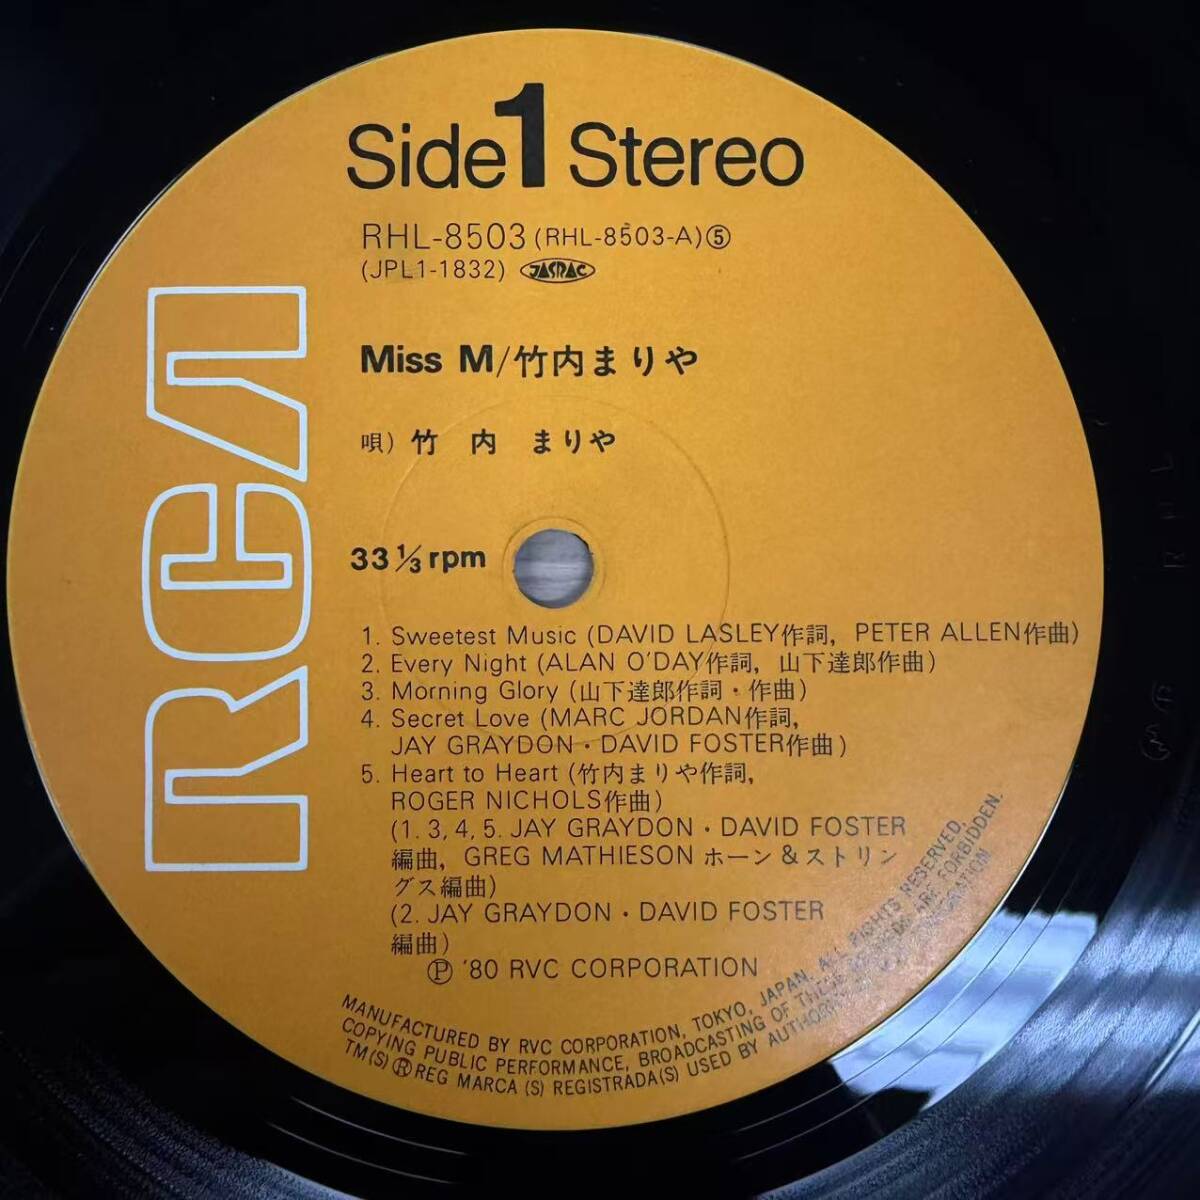 Side 1 Stereo
RHL-8503 (RHL-8503-A)⑤
(JPL1-1832) JASRAC
RCA
Miss M/竹内まりや
唄) 竹 内 まりや
33 1/3 rpm
1. Sweetest Music (DAVID LASLEY作詞, PETER ALLEN作曲)
2. Every Night (ALAN O'DAY作詞, 山下達郎作曲)
3. Morning Glory (山下達郎作詞・作曲)
4. Secret Love (MARC JORDAN作詞,
JAY GRAYDON・DAVID FOSTER作曲)
5. Heart to Heart (竹内まりや作詞,
ROGER NICHOLS作曲)
(1. 3, 4, 5. JAY GRAYDON・DAVID FOSTER
編曲, GREG MATHIESON ホーン&ストリン
グス編曲)
(2. JAY GRAYDON・DAVID FOSTER
編曲)
Ⓟ '80 RVC CORPORATION
MANUFACTURED BY RVC CORPORATION, TOKYO, JAPAN. ALL RIGHTS RESERVED.
COPYING PUBLIC PERFORMANCE, BROADCASTING OF THESE ARE FORBIDDEN.
TM(S) ® REG MARCA (S) REGISTRADA(S) USED BY
R H L